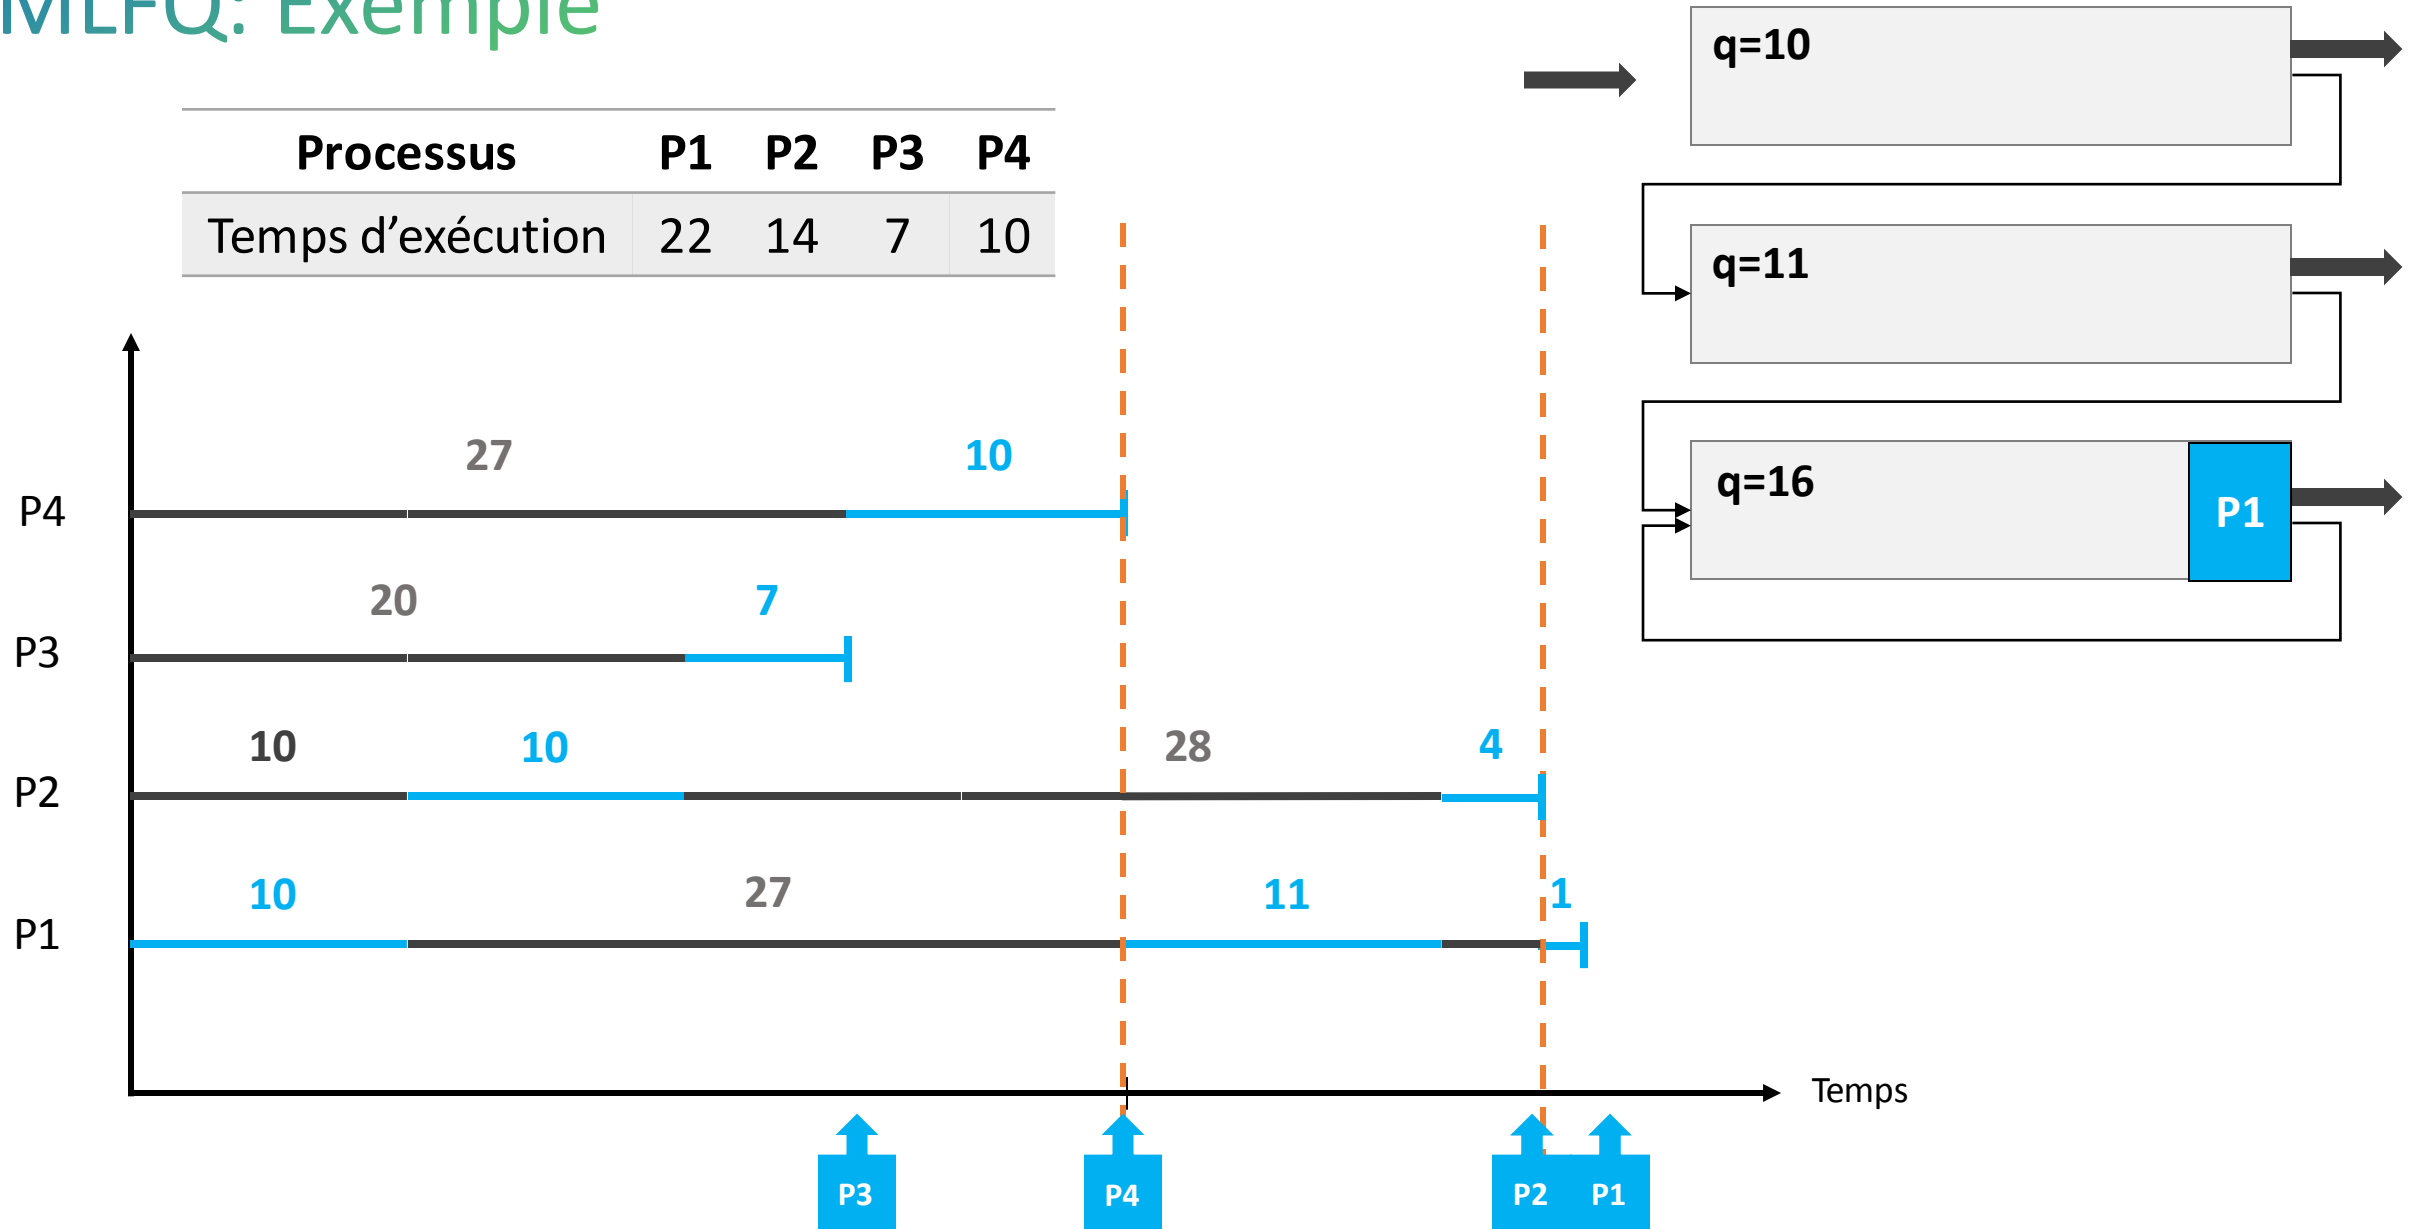 MLFQ: Exemple
Processus P1 P2 P3 P4
Temps d’exécution 22 14 7 10
q=10
q=11
q=16
P1
27 10
P4
20 7
P3
10 10 28 4
P2
10 27 11 1
P1
Temps
P3 P4 P2 P1